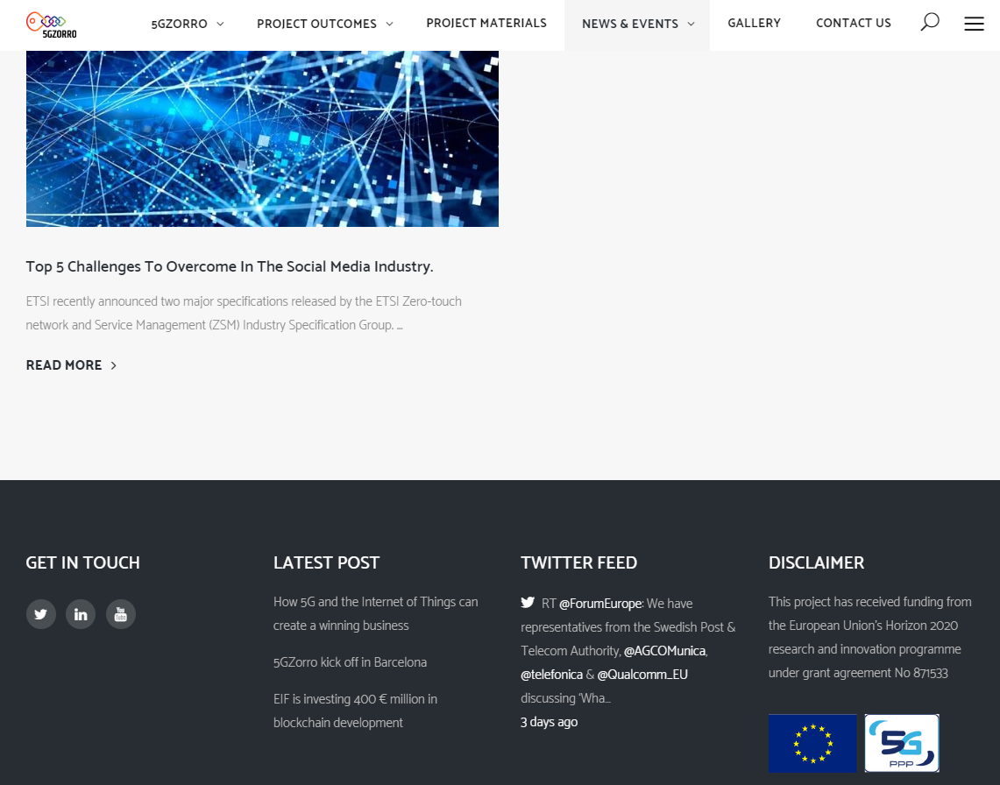 5GZORRO
5GZORRO
PROJECT OUTCOMES
PROJECT MATERIALS
NEWS & EVENTS
GALLERY
CONTACT US
Top 5 Challenges To Overcome In The Social Media Industry.
ETSI recently announced two major specifications released by the ETSI Zero-touch
network and Service Management (ZSM) Industry Specification Group. ...
READ MORE
GET IN TOUCH
You
Tube
LATEST POST
How 5G and the Internet of Things can
create a winning business
5GZorro kick off in Barcelona
EIF is investing 400 € million in
blockchain development
TWITTER FEED
RT @ForumEurope: We have
representatives from the Swedish Post &
Telecom Authority, @AGCOMunica,
@telefonica & @Qualcomm_EU
discussing 'Wha...
3 days ago
DISCLAIMER
This project has received funding from
the European Union's Horizon 2020
research and innovation programme
under grant agreement No 871533
5G
PPP